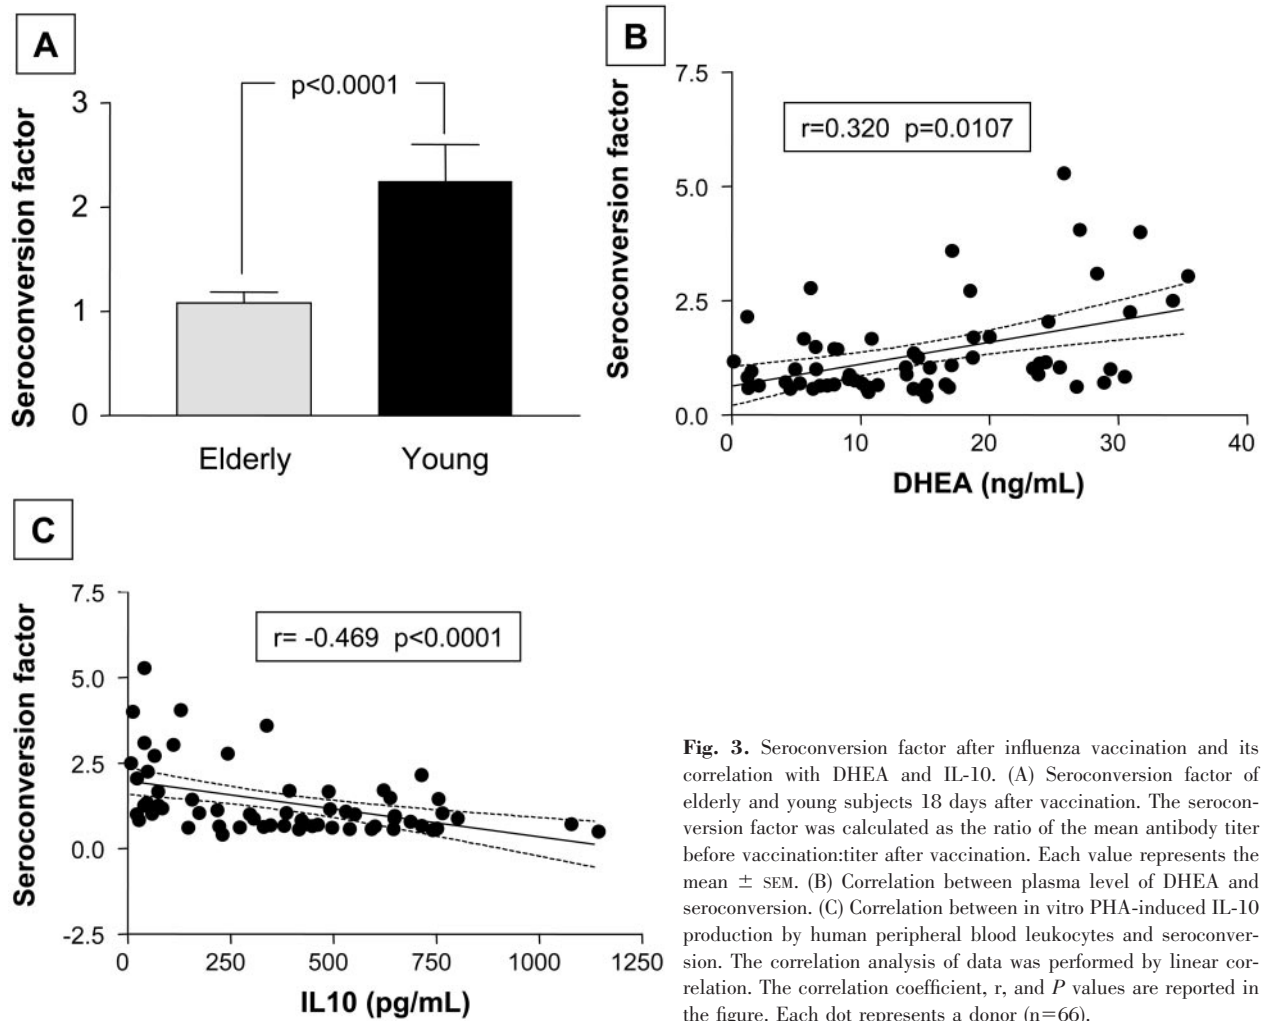 A
Seroconversion factor
3
2
1
0
p<0.0001
Elderly
Young
B
Seroconversion factor
7.5
5.0
2.5
0.0
r=0.320 p=0.0107
0 10 20 30 40
DHEA (ng/mL)
C
Seroconversion factor
7.5
5.0
2.5
0.0
-2.5
r= -0.469 p<0.0001
0 250 500 750 1000 1250
IL10 (pg/mL)
Fig. 3. Seroconversion factor after influenza vaccination and its
correlation with DHEA and IL-10. (A) Seroconversion factor of
elderly and young subjects 18 days after vaccination. The serocon-
version factor was calculated as the ratio of the mean antibody titer
before vaccination:titer after vaccination. Each value represents the
mean ± SEM. (B) Correlation between plasma level of DHEA and
seroconversion. (C) Correlation between in vitro PHA-induced IL-10
production by human peripheral blood leukocytes and seroconver-
sion. The correlation analysis of data was performed by linear cor-
relation. The correlation coefficient, r, and P values are reported in
the figure. Each dot represents a donor (n=66).